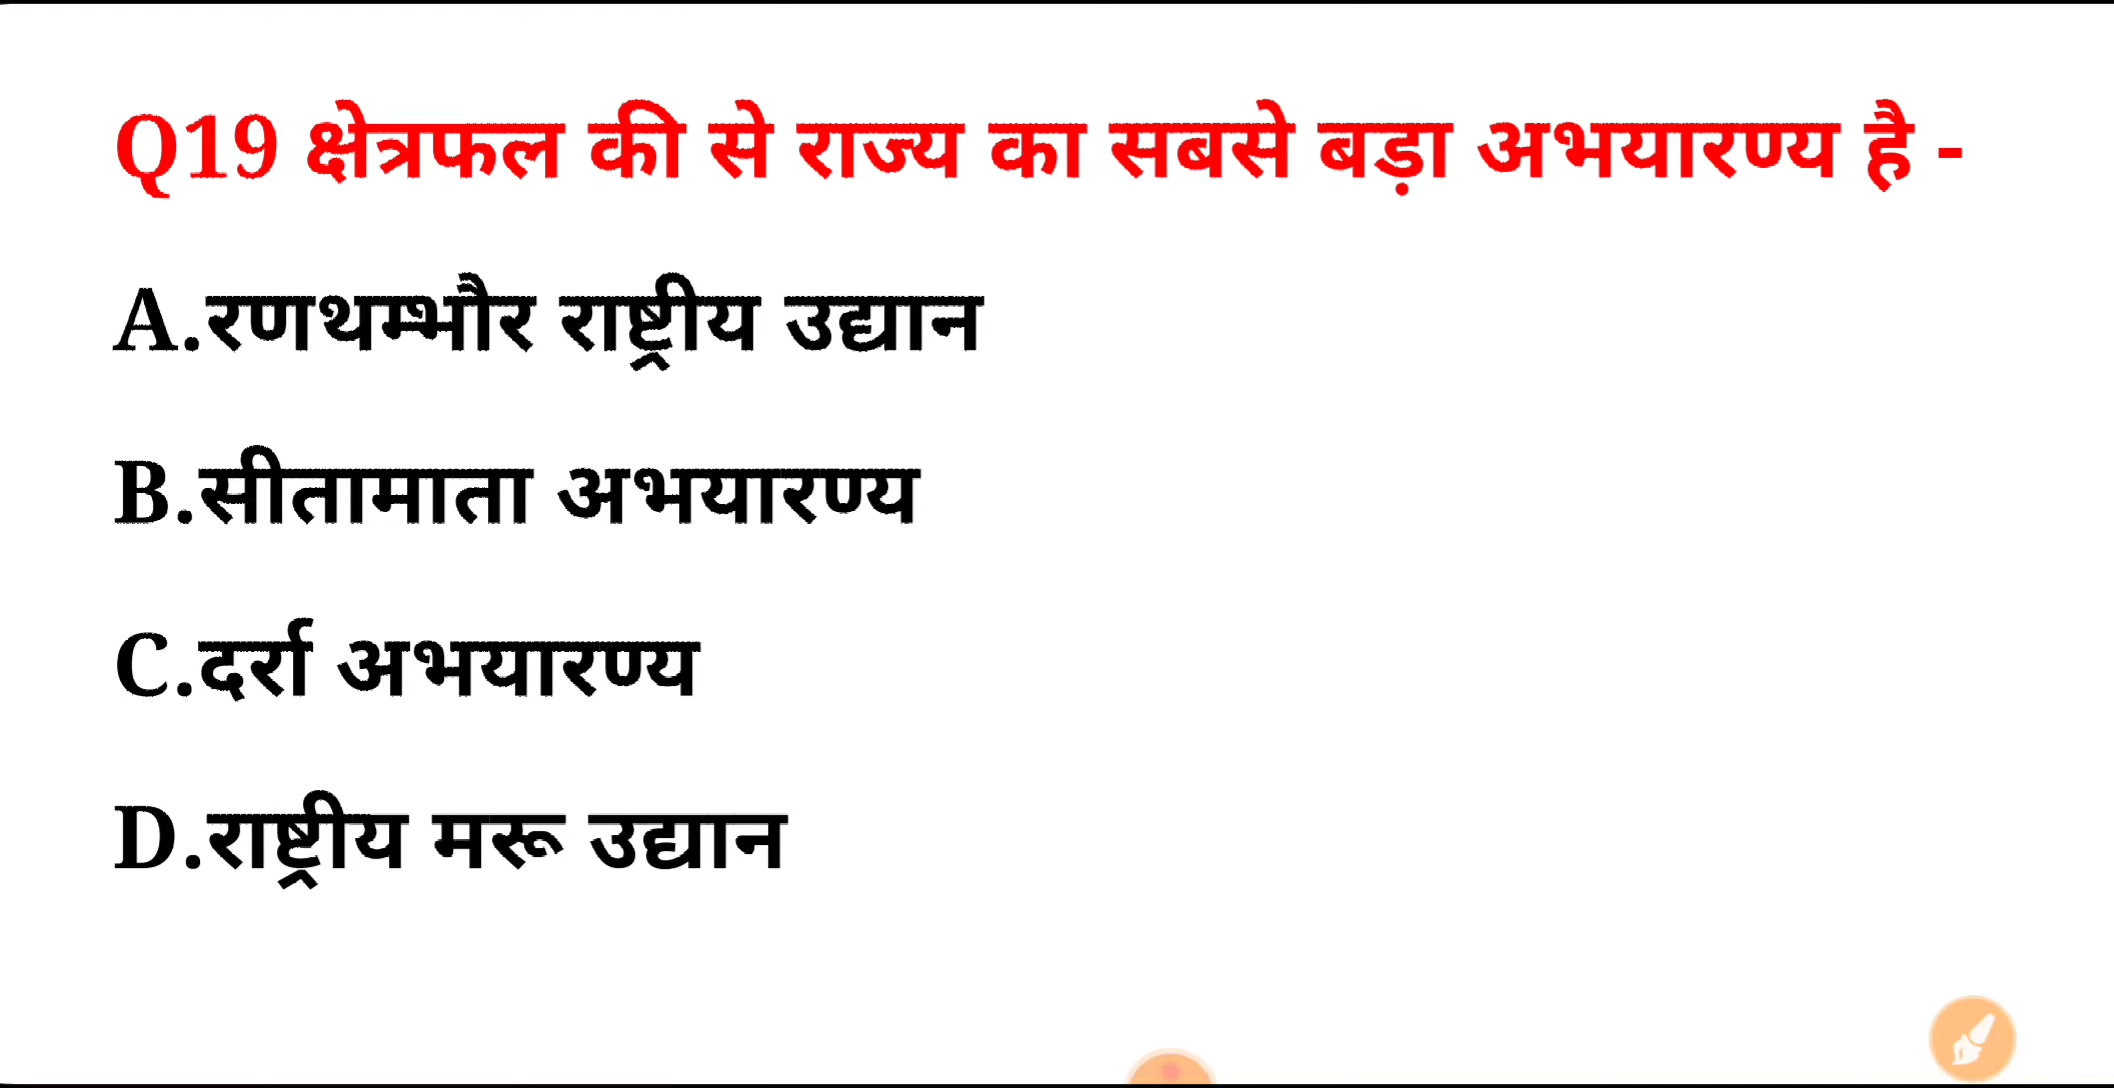 Q19 क्षेत्रफल की से राज्य का सबसे बड़ा अभयारण्य है -
A.रणथम्भौर राष्ट्रीय उद्यान
B.सीतामाता अभयारण्य
C.दर्रा अभयारण्य
D.राष्ट्रीय मरू उद्यान